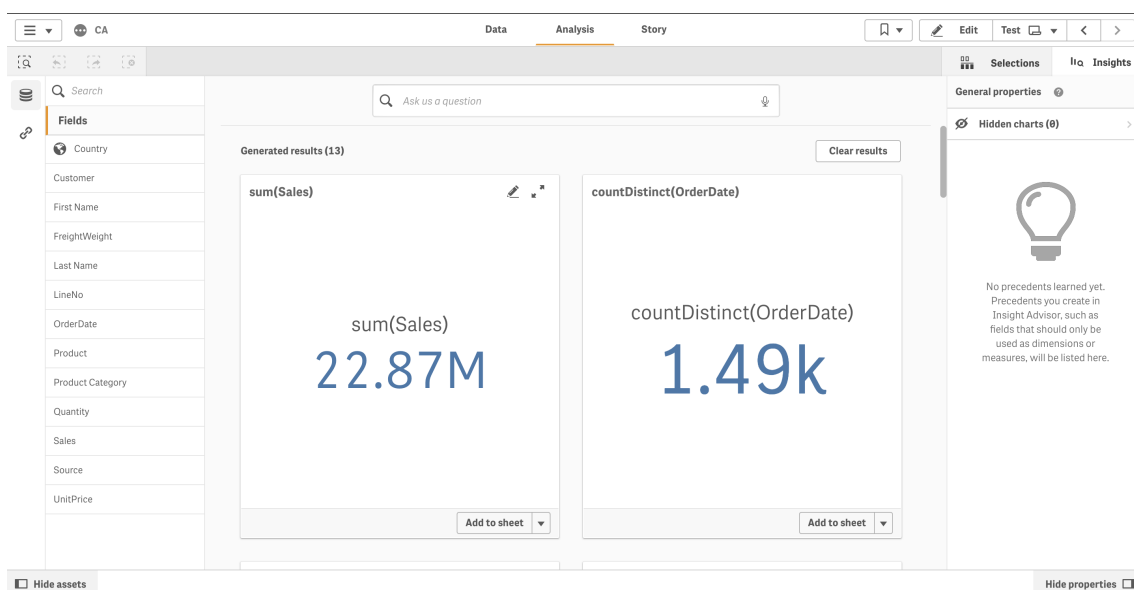 CA
Data
Analysis
Story
Edit
Test
Selections
Insights
Search
Fields
Country
Customer
First Name
FreightWeight
Last Name
LineNo
OrderDate
Product
Product Category
Quantity
Sales
Source
UnitPrice
Ask us a question
Generated results (13)
Clear results
sum(Sales)
sum(Sales)
22.87M
Add to sheet
countDistinct(OrderDate)
countDistinct(OrderDate)
1.49k
Add to sheet
General properties
Hidden charts (0)
No precedents learned yet.
Precedents you create in
Insight Advisor, such as
fields that should only be
used as dimensions or
measures, will be listed here.
Hide assets
Hide properties